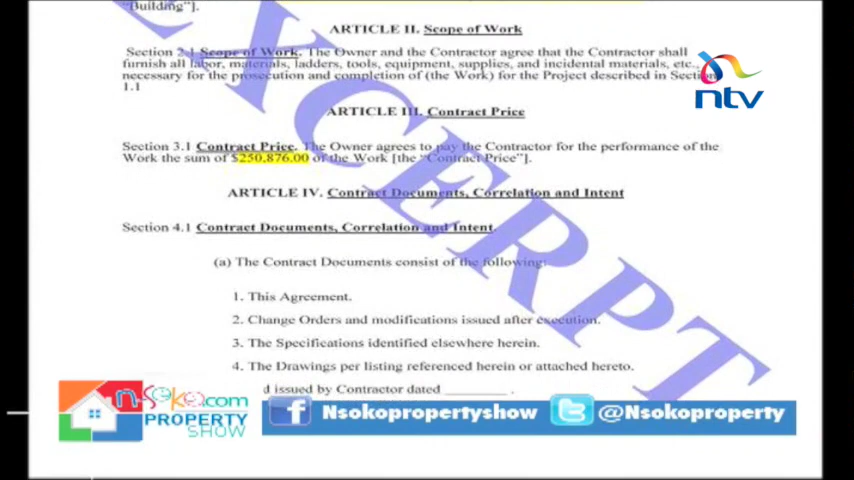 "Building"].
ARTICLE II. Scope of Work
Section 2.1 Scope of Work. The Owner and the Contractor agree that the Contractor shall
furnish all labor, materials, ladders, tools, equipment, supplies, and incidental materials, etc.,
necessary for the prosecution and completion of (the Work) for the Project described in Section
1.1
ntv
ARTICLE III. Contract Price
Section 3.1 Contract Price. The Owner agrees to pay the Contractor for the performance of the
Work the sum of $250,876.00 of the Work [the "Contract Price"].
ARTICLE IV. Contract Documents, Correlation and Intent
Section 4.1 Contract Documents, Correlation and Intent.
(a) The Contract Documents consist of the following:
1. This Agreement.
2. Change Orders and modifications issued after execution.
3. The Specifications identified elsewhere herein.
4. The Drawings per listing referenced herein or attached hereto.
d issued by Contractor dated ________ .
EXCERPT
n-soko.com
PROPERTY
SHOW
f Nsokopropertyshow @Nsokoproperty